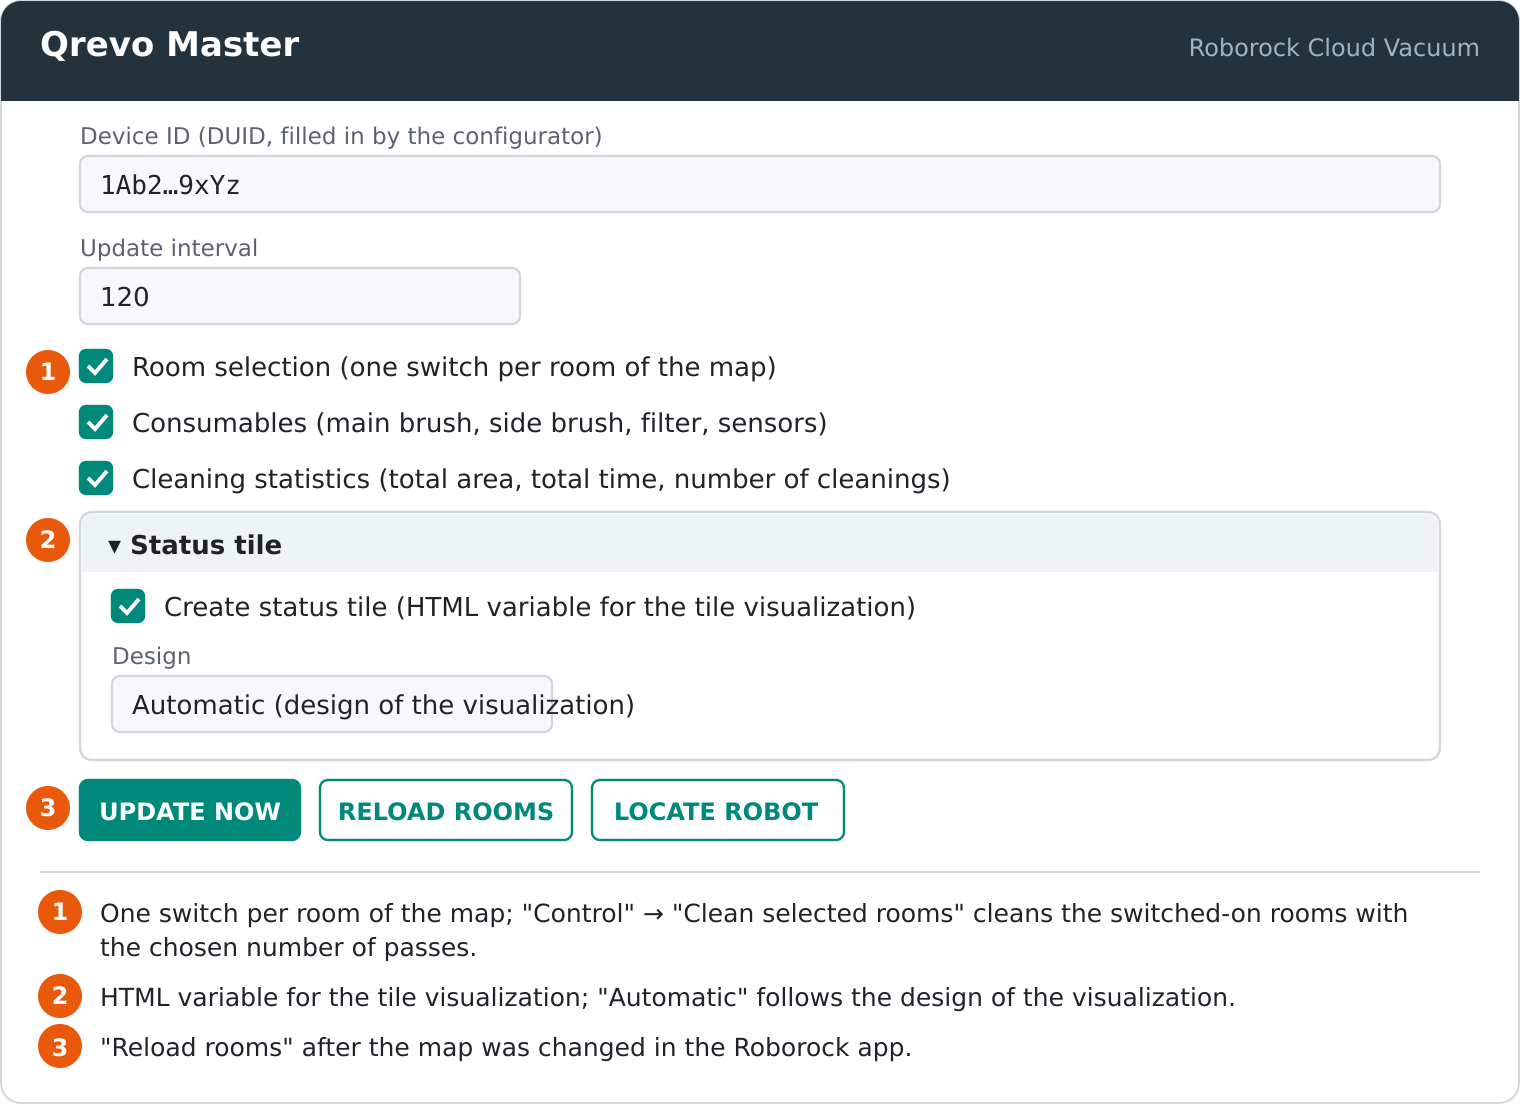 Qrevo Master
Roborock Cloud Vacuum
Device ID (DUID, filled in by the configurator)
1Ab2…9xYz
Update interval
120
1
Room selection (one switch per room of the map)
Consumables (main brush, side brush, filter, sensors)
Cleaning statistics (total area, total time, number of cleanings)
2
▾ Status tile
Create status tile (HTML variable for the tile visualization)
Design
Automatic (design of the visualization)
3
UPDATE NOW
RELOAD ROOMS
LOCATE ROBOT
1
One switch per room of the map; "Control" → "Clean selected rooms" cleans the switched-on rooms with
the chosen number of passes.
2
HTML variable for the tile visualization; "Automatic" follows the design of the visualization.
3
"Reload rooms" after the map was changed in the Roborock app.